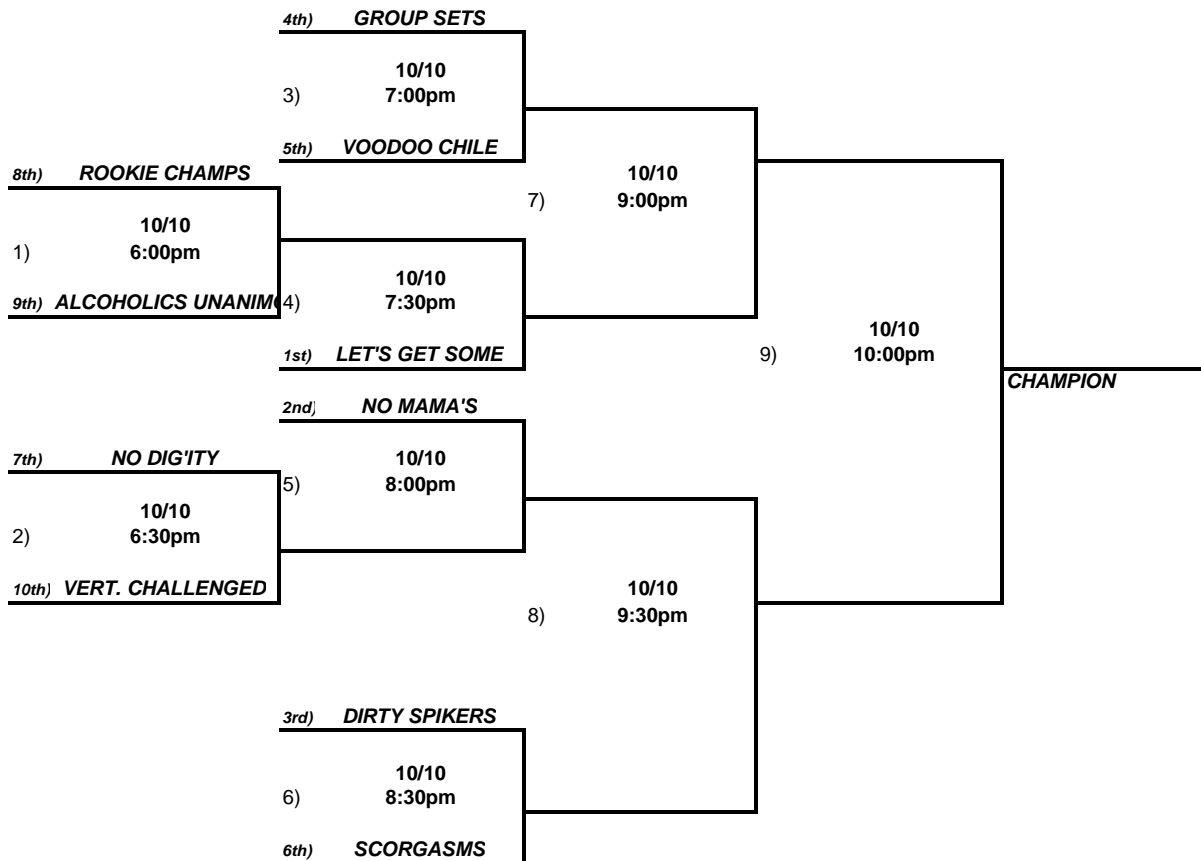 4th) GROUP SETS
10/10
3) 7:00pm
5th) VOODOO CHILE
8th) ROOKIE CHAMPS
10/10
7) 9:00pm
10/10
1) 6:00pm
10/10
4) 7:30pm
9th) ALCOHOLICS UNANIMO
10/10
9) 10:00pm
1st) LET'S GET SOME
CHAMPION
2nd) NO MAMA'S
7th) NO DIG'ITY
10/10
5) 8:00pm
10/10
2) 6:30pm
10th) VERT. CHALLENGED
10/10
8) 9:30pm
3rd) DIRTY SPIKERS
10/10
6) 8:30pm
6th) SCORGASMS